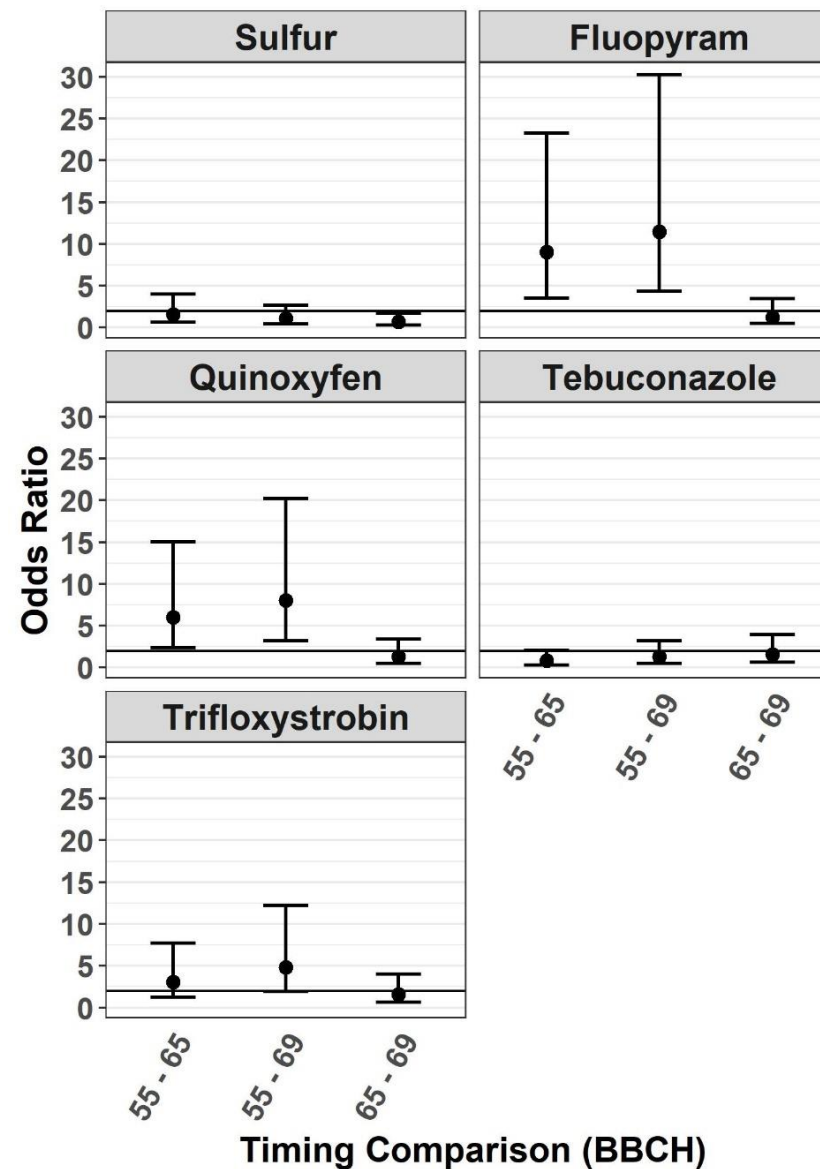 Sulfur
Fluopyram
30
25
20
15
10
5
0
Quinoxyfen
Tebuconazole
30
25
20
15
10
5
0
Odds Ratio
55 - 65
55 - 69
65 - 69
Trifloxystrobin
30
25
20
15
10
5
0
55 - 65
55 - 69
65 - 69
Timing Comparison (BBCH)